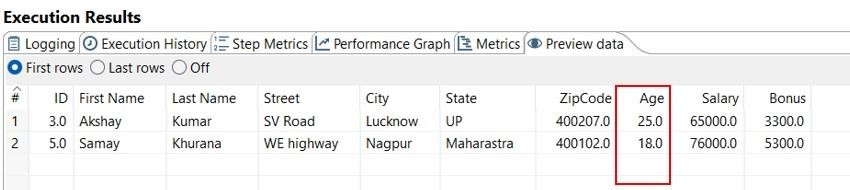 Execution Results
Logging Execution History Step Metrics Performance Graph Metrics Preview data
First rows Last rows Off
# ID First Name Last Name Street City State ZipCode Age Salary Bonus
1 3.0 Akshay Kumar SV Road Lucknow UP 400207.0 25.0 65000.0 3300.0
2 5.0 Samay Khurana WE highway Nagpur Maharastra 400102.0 18.0 76000.0 5300.0